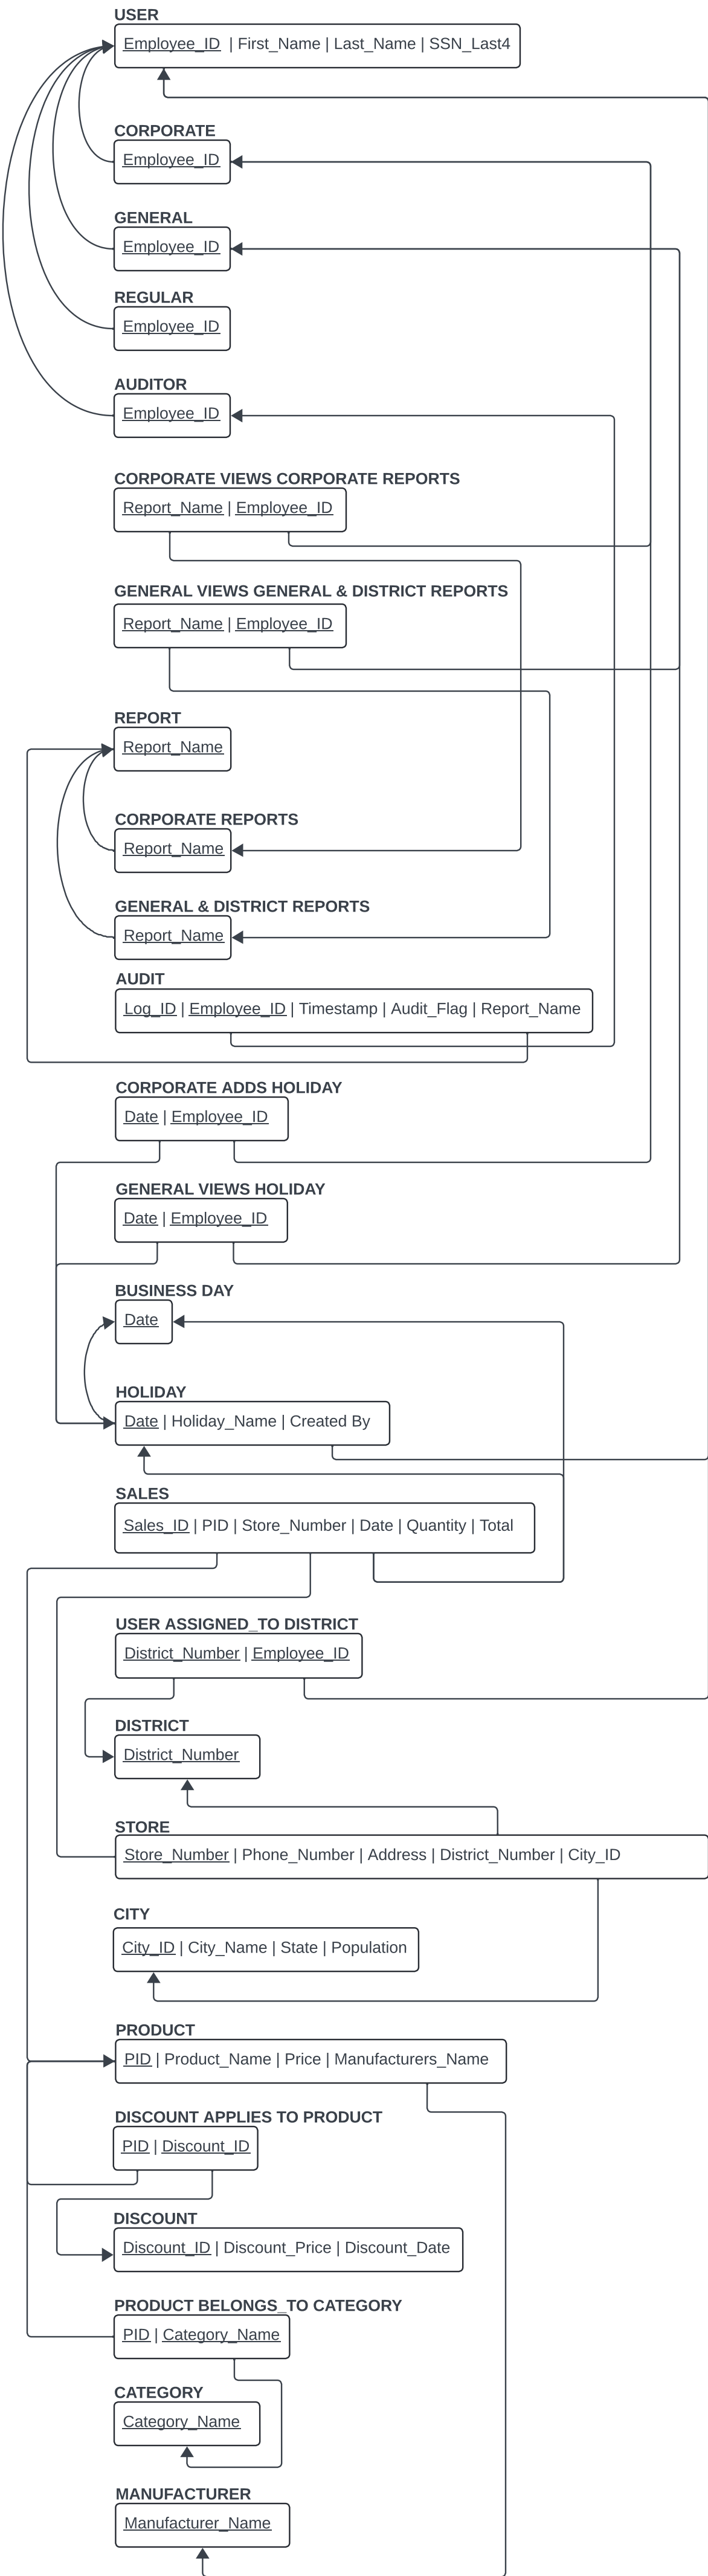 USER
Employee_ID | First_Name | Last_Name | SSN_Last4
CORPORATE
Employee_ID
GENERAL
Employee_ID
REGULAR
Employee_ID
AUDITOR
Employee_ID
CORPORATE VIEWS CORPORATE REPORTS
Report_Name | Employee_ID
GENERAL VIEWS GENERAL & DISTRICT REPORTS
Report_Name | Employee_ID
REPORT
Report_Name
CORPORATE REPORTS
Report_Name
GENERAL & DISTRICT REPORTS
Report_Name
AUDIT
Log_ID | Employee_ID | Timestamp | Audit_Flag | Report_Name
CORPORATE ADDS HOLIDAY
Date | Employee_ID
GENERAL VIEWS HOLIDAY
Date | Employee_ID
BUSINESS DAY
Date
HOLIDAY
Date | Holiday_Name | Created By
SALES
Sales_ID | PID | Store_Number | Date | Quantity | Total
USER ASSIGNED_TO DISTRICT
District_Number | Employee_ID
DISTRICT
District_Number
STORE
Store_Number | Phone_Number | Address | District_Number | City_ID
CITY
City_ID | City_Name | State | Population
PRODUCT
PID | Product_Name | Price | Manufacturers_Name
DISCOUNT APPLIES TO PRODUCT
PID | Discount_ID
DISCOUNT
Discount_ID | Discount_Price | Discount_Date
PRODUCT BELONGS_TO CATEGORY
PID | Category_Name
CATEGORY
Category_Name
MANUFACTURER
Manufacturer_Name